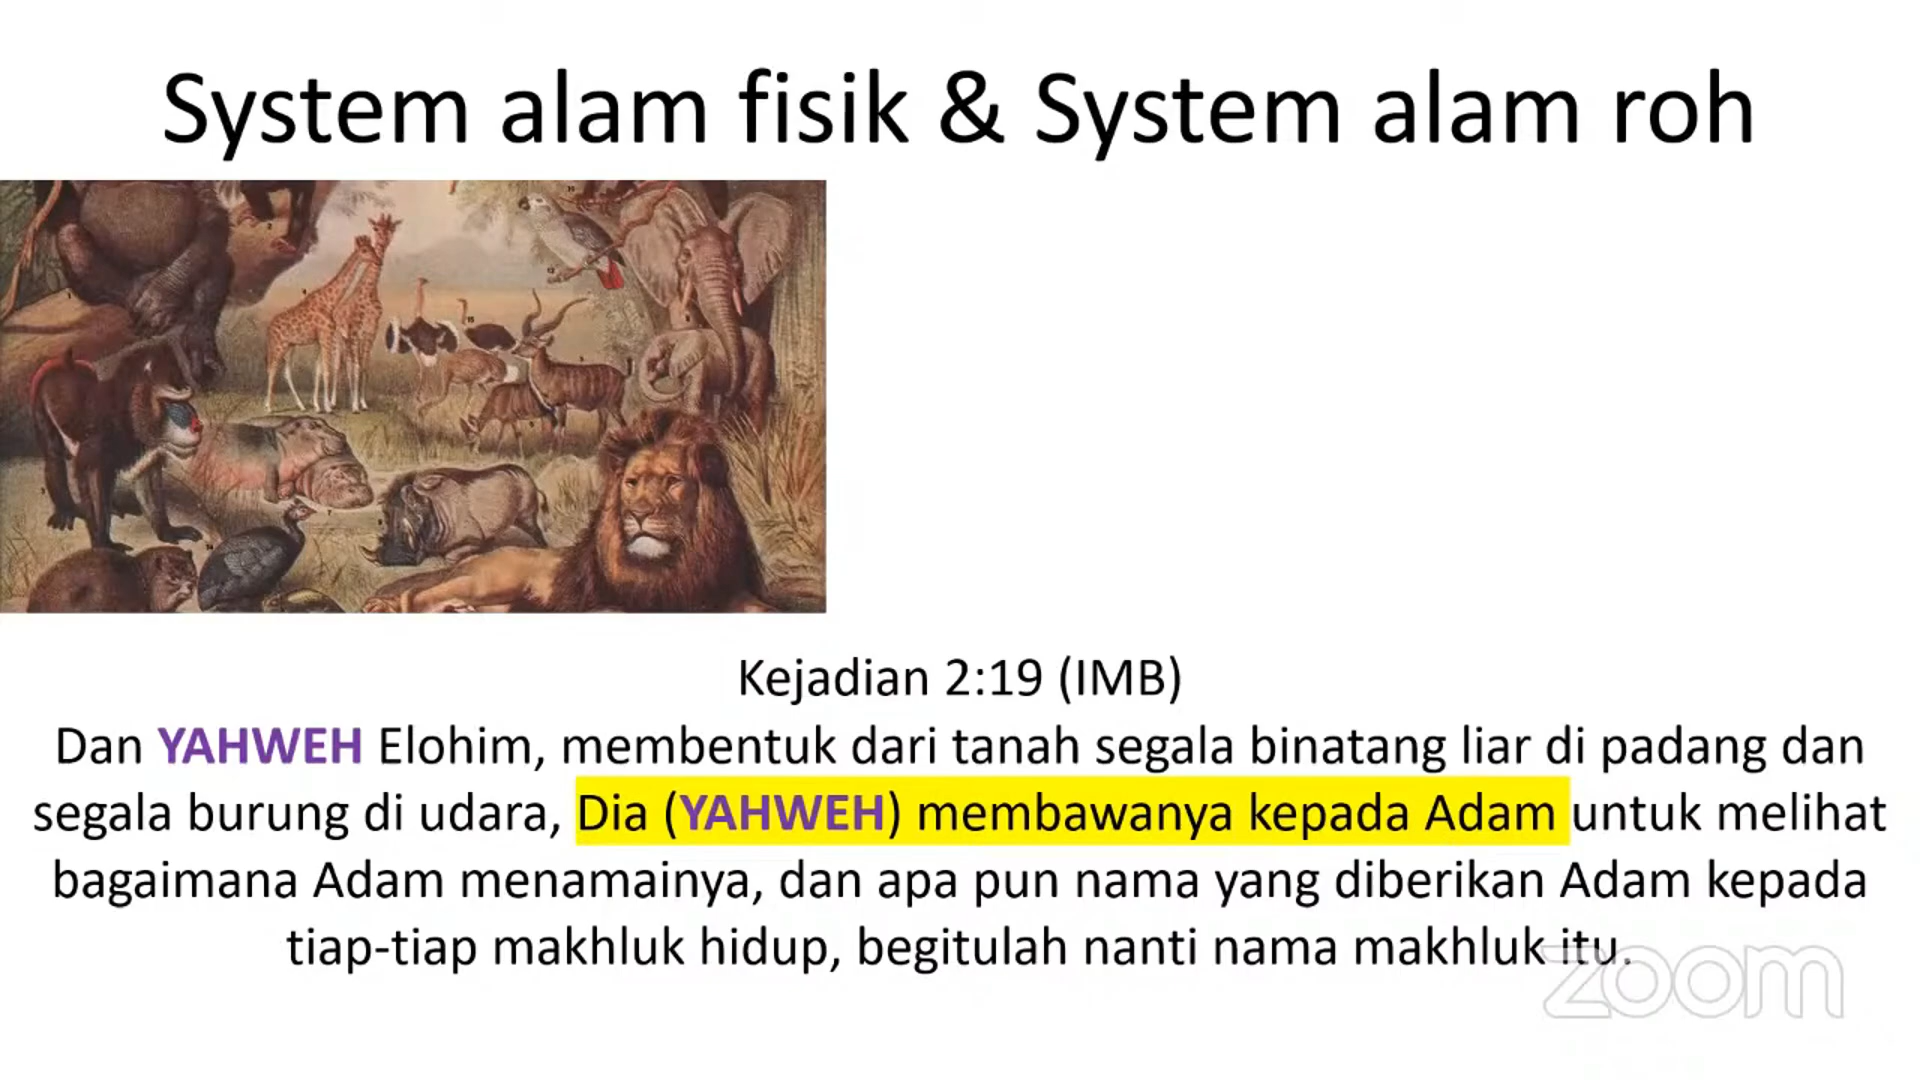 System alam fisik & System alam roh
Kejadian 2:19 (IMB)
Dan YAHWEH Elohim, membentuk dari tanah segala binatang liar di padang dan
segala burung di udara, Dia (YAHWEH) membawanya kepada Adam untuk melihat
bagaimana Adam menamainya, dan apa pun nama yang diberikan Adam kepada
tiap-tiap makhluk hidup, begitulah nanti nama makhluk itu.
zoom